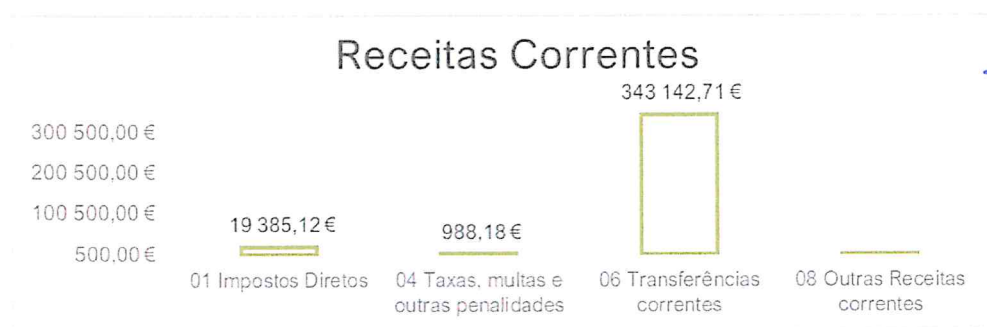 Receitas Correntes
343 142,71 €
300 500,00 €
200 500,00 €
100 500,00 €
19 385,12 €
988,18 €
500,00 €
01 Impostos Diretos
04 Taxas, multas e
outras penalidades
06 Transferências
correntes
08 Outras Receitas
correntes